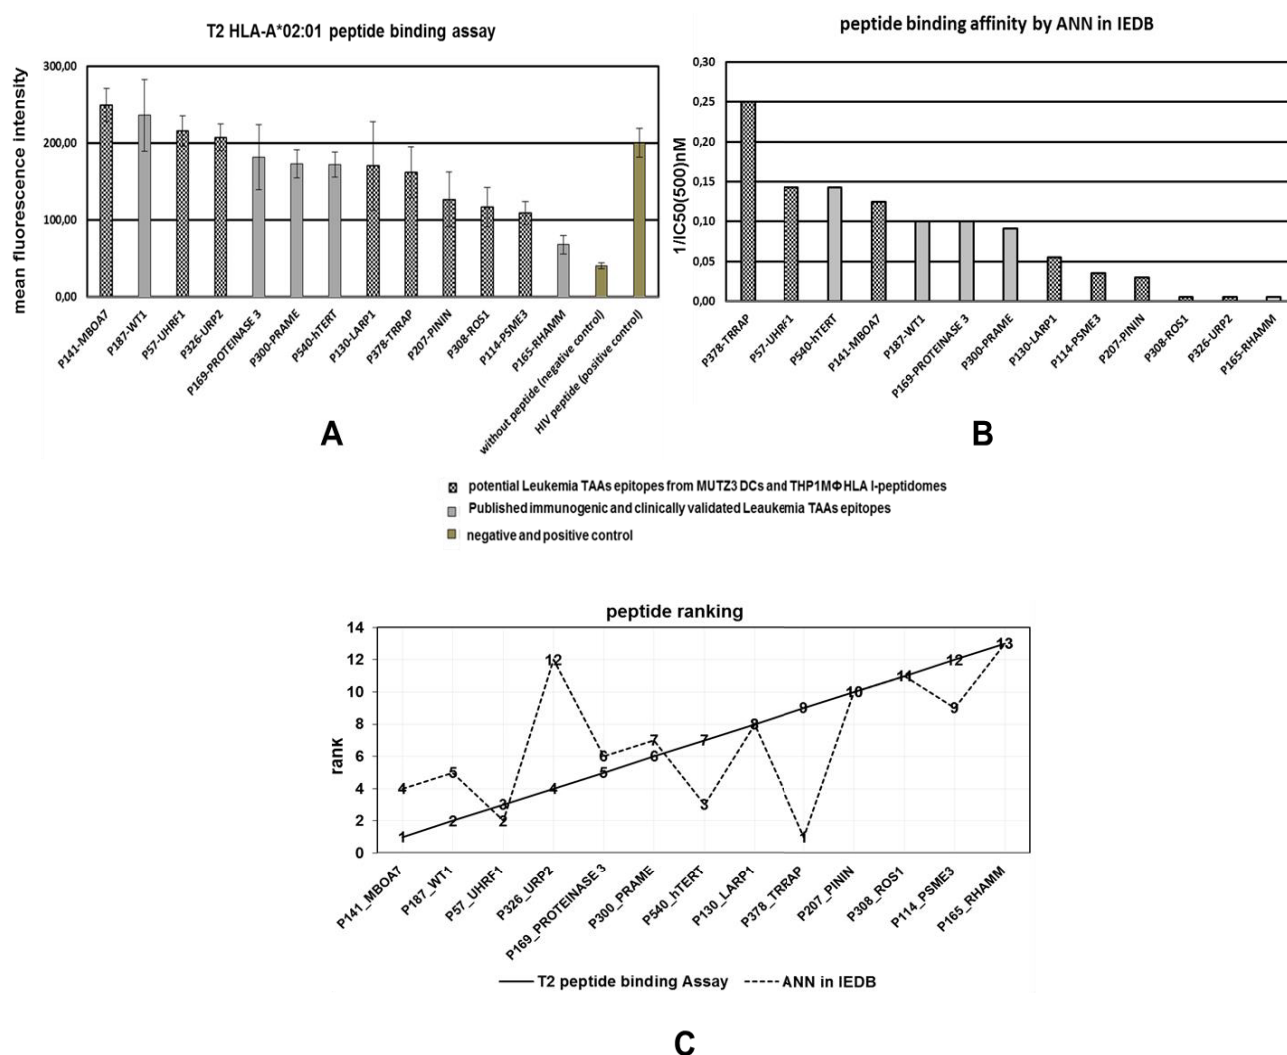 T2 HLA-A*02:01 peptide binding assay
mean fluorescence intensity
300,00
200,00
100,00
0,00
P141-MBOA7
P187-WT1
P57-UHRF1
P326-URP2
P169-PROTEINASE 3
P300-PRAME
P540-hTERT
P130-LARP1
P378-TRRAP
P207-PININ
P308-ROS1
P114-PSME3
P165-RHAMM
without peptide (negative control)
HIV peptide (positive control)
A
peptide binding affinity by ANN in IEDB
1/IC50(500)nM
0,30
0,25
0,20
0,15
0,10
0,05
0,00
P378-TRRAP
P57-UHRF1
P540-hTERT
P141-MBOA7
P187-WT1
P169-PROTEINASE 3
P300-PRAME
P130-LARP1
P114-PSME3
P207-PININ
P308-ROS1
P326-URP2
P165-RHAMM
B
potential Leukemia TAAs epitopes from MUTZ3 DCs and THP1MΦHLA I-peptidomes
Published immunogenic and clinically validated Leaukemia TAAs epitopes
negative and positive control
peptide ranking
rank
14
12
10
8
6
4
2
0
4
5
2
12
6
7
3
8
1
10
11
9
13
1
2
3
4
5
6
7
8
9
10
11
12
13
P141_MBOA7
P187_WT1
P57_UHRF1
P326_URP2
P169_PROTEINASE 3
P300_PRAME
P540_hTERT
P130_LARP1
P378_TRRAP
P207_PININ
P308_ROS1
P114_PSME3
P165_RHAMM
T2 peptide binding Assay
ANN in IEDB
C